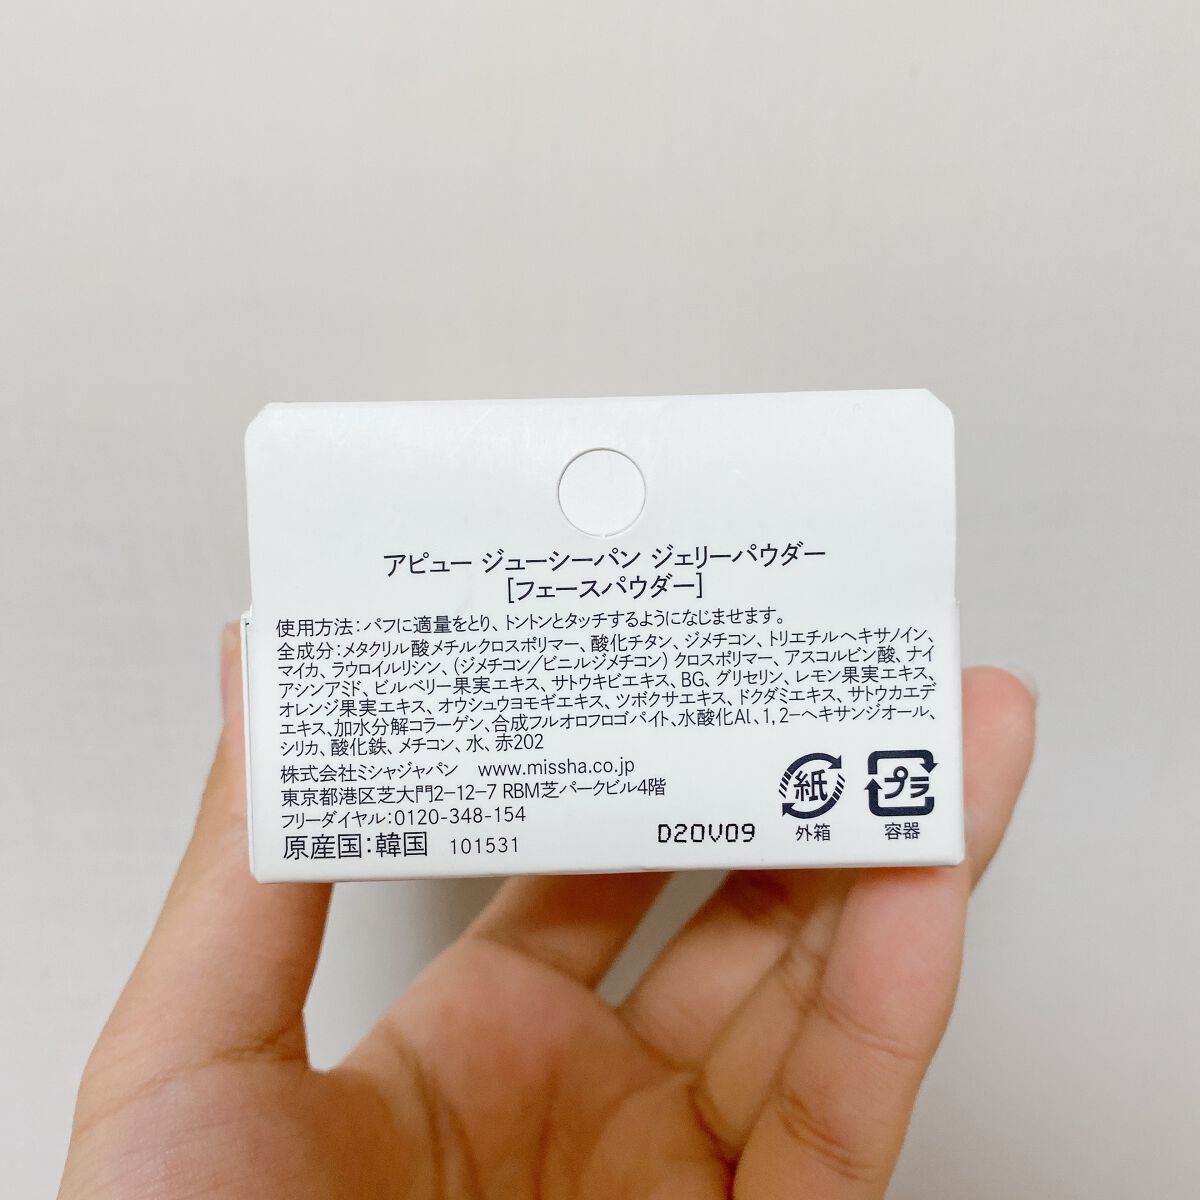 アピュー ジューシーパン ジェリーパウダー
[フェースパウダー]
使用方法:パフに適量をとり、トントンとタッチするようになじませます。
全成分:メタクリル酸メチルクロスポリマー、酸化チタン、ジメチコン、トリエチルヘキサノイン、
マイカ、ラウロイルリシン、(ジメチコン/ビニルジメチコン)クロスポリマー、アスコルビン酸、ナイ
アシンアミド、ビルベリー果実エキス、サトウキビエキス、BG、グリセリン、レモン果実エキス、
オレンジ果実エキス、オウシュウヨモギエキス、ツボクサエキス、ドクダミエキス、サトウカエデ
エキス、加水分解コラーゲン、合成フルオロフロゴパイト、水酸化Al、1,2-ヘキサンジオール、
シリカ、酸化鉄、メチコン、水、赤202
株式会社ミシャジャパン www.missha.co.jp
東京都港区芝大門2-12-7 RBM芝パークビル4階
フリーダイヤル:0120-348-154
原産国:韓国 101531
D20V09
紙
外箱
プラ
容器